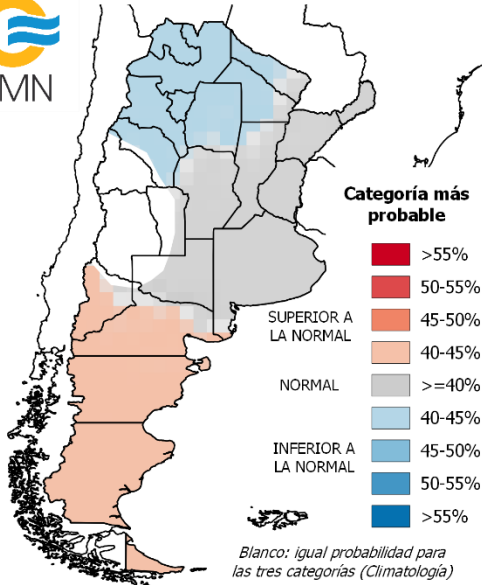 MN
Categoría más
probable
>55%
50-55%
45-50%
SUPERIOR A
LA NORMAL
40-45%
NORMAL
>=40%
40-45%
INFERIOR A
LA NORMAL
45-50%
50-55%
>55%
Blanco: igual probabilidad para
las tres categorías (Climatología)